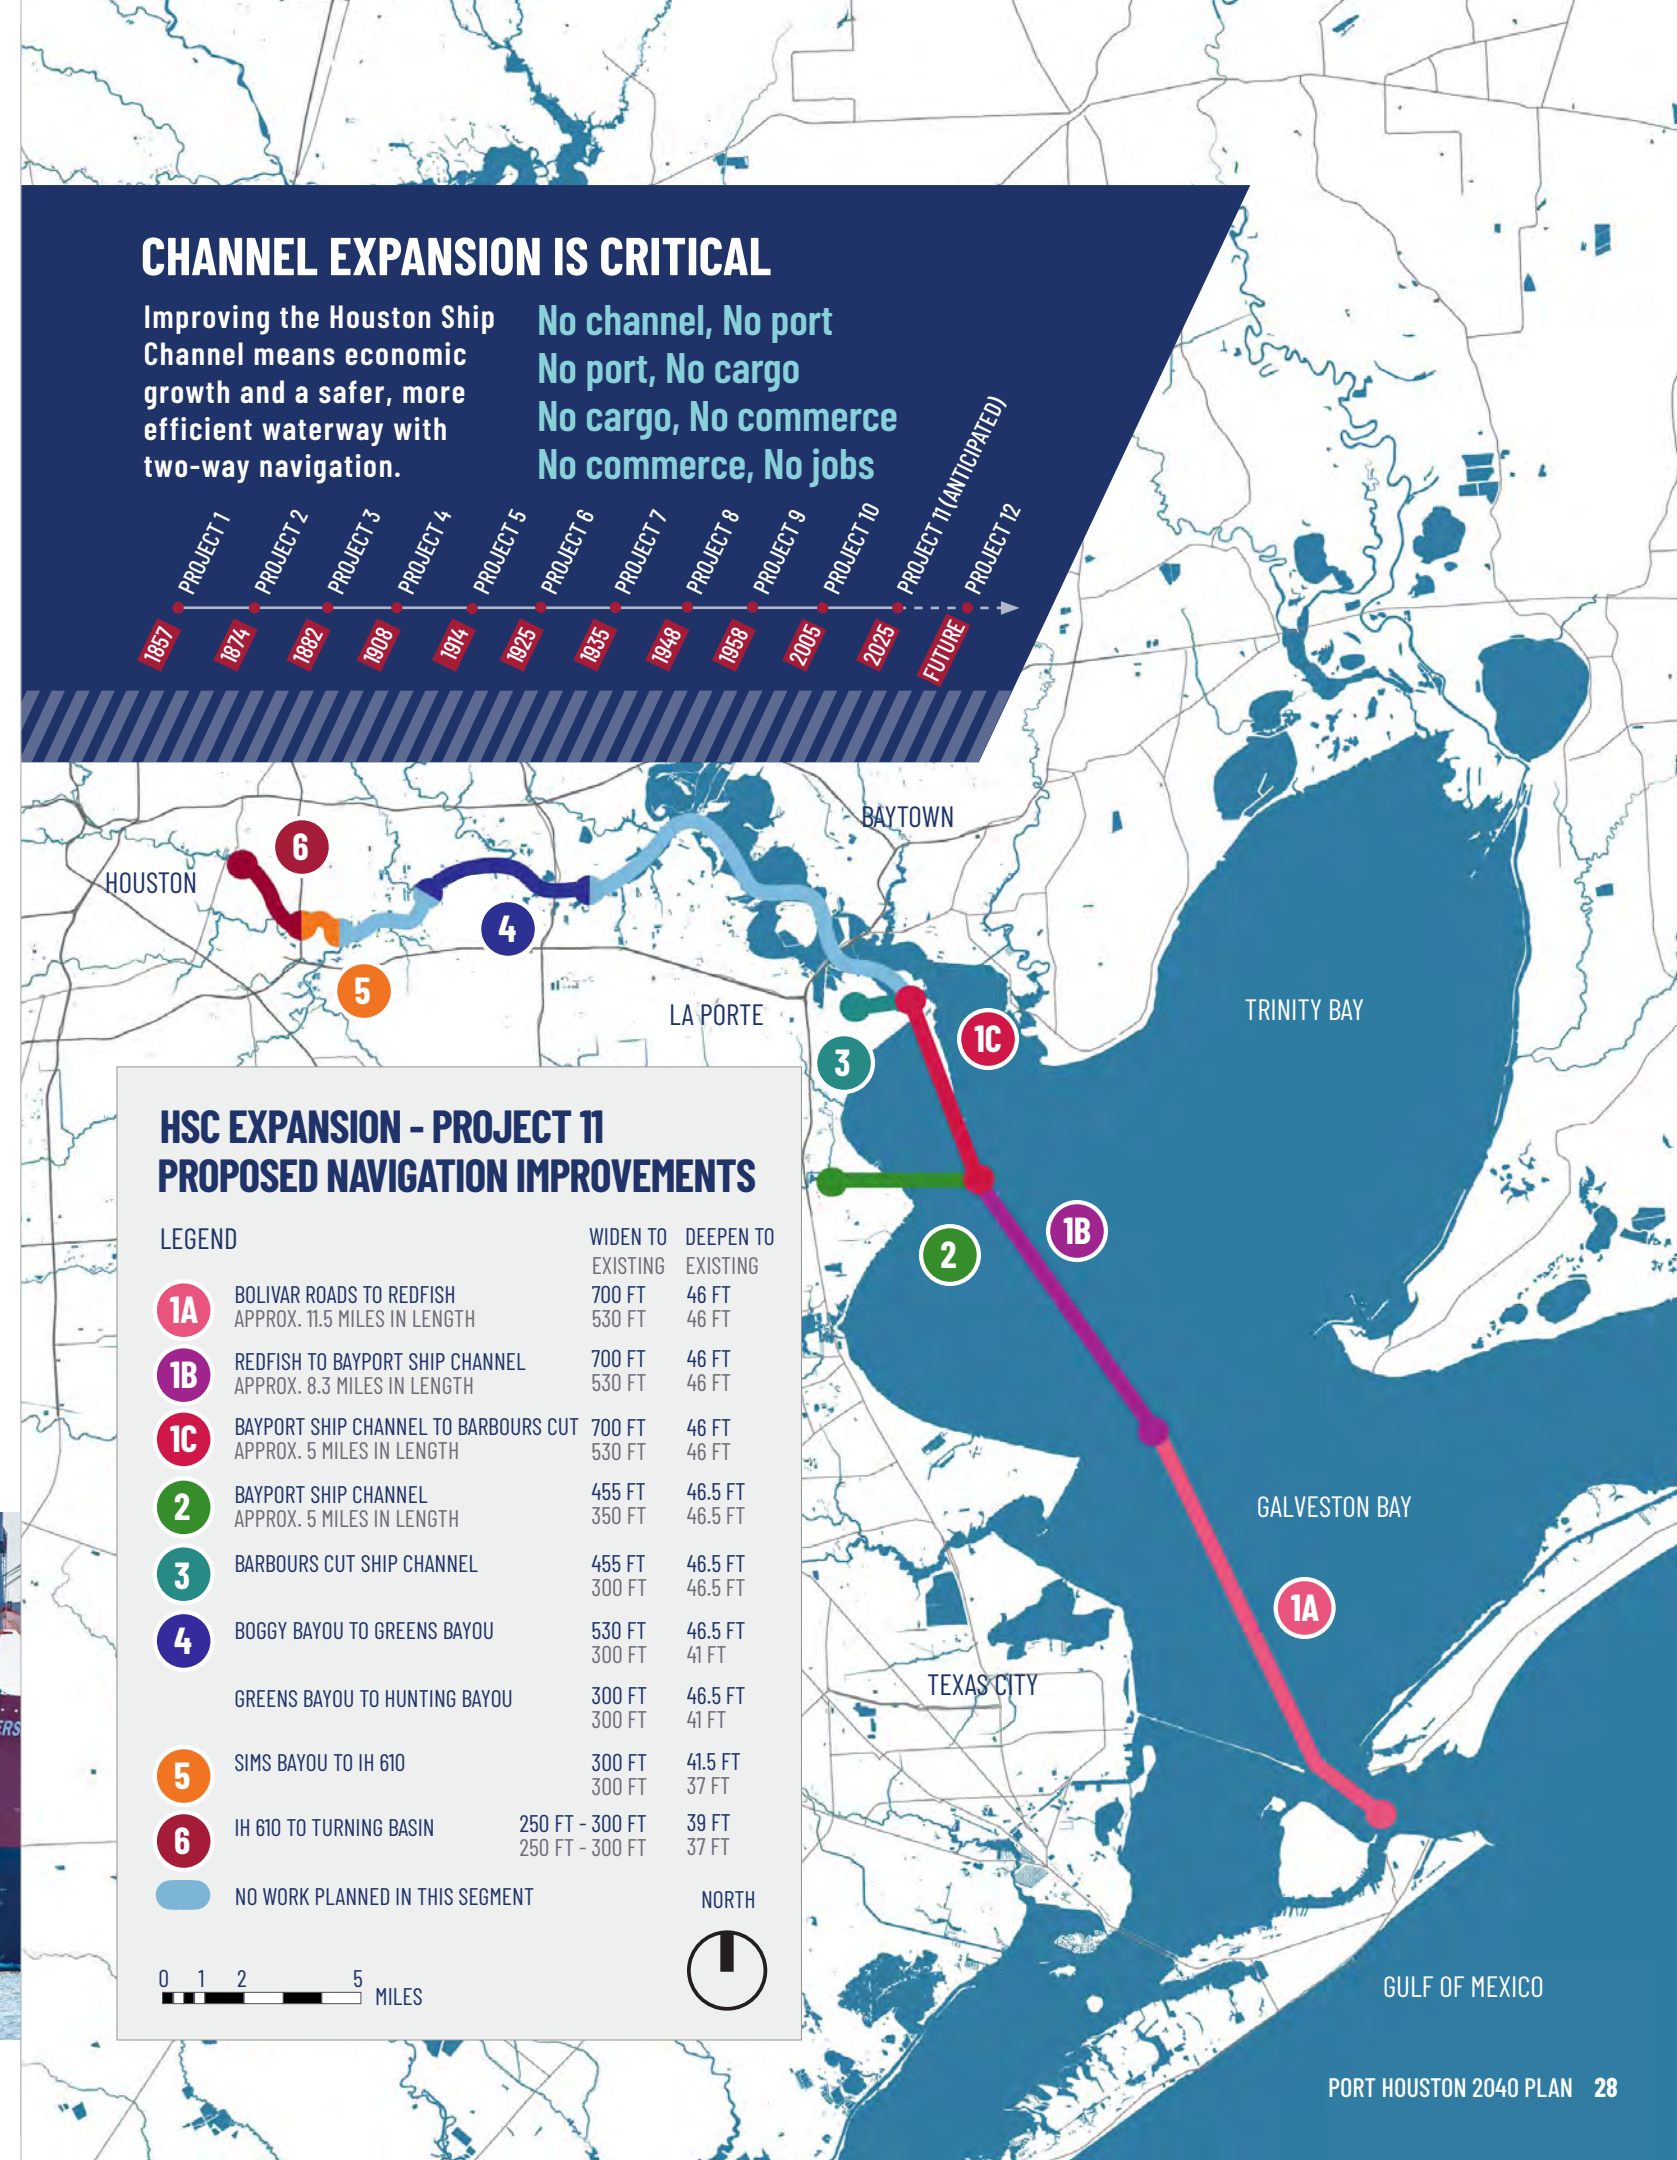 CHANNEL EXPANSION IS CRITICAL
Improving the Houston Ship
Channel means economic
growth and a safer, more
efficient waterway with
two-way navigation.
No channel, No port
No port, No cargo
No cargo, No commerce
No commerce, No jobs
PROJECT 1
PROJECT 2
PROJECT 3
PROJECT 4
PROJECT 5
PROJECT 6
PROJECT 7
PROJECT 8
PROJECT 9
PROJECT 10
PROJECT 11 (ANTICIPATED)
PROJECT 12
1857
1874
1882
1908
1914
1925
1935
1948
1958
2005
2025
FUTURE
BAYTOWN
6
HOUSTON
4
5
LA PORTE
TRINITY BAY
1C
3
1B
2
GALVESTON BAY
1A
TEXAS CITY
GULF OF MEXICO
HSC EXPANSION - PROJECT 11
PROPOSED NAVIGATION IMPROVEMENTS
LEGEND WIDEN TO DEEPEN TO
EXISTING EXISTING
1A BOLIVAR ROADS TO REDFISH 700 FT 46 FT
APPROX. 11.5 MILES IN LENGTH 530 FT 46 FT
1B REDFISH TO BAYPORT SHIP CHANNEL 700 FT 46 FT
APPROX. 8.3 MILES IN LENGTH 530 FT 46 FT
1C BAYPORT SHIP CHANNEL TO BARBOURS CUT 700 FT 46 FT
APPROX. 5 MILES IN LENGTH 530 FT 46 FT
2 BAYPORT SHIP CHANNEL 455 FT 46.5 FT
APPROX. 5 MILES IN LENGTH 350 FT 46.5 FT
3 BARBOURS CUT SHIP CHANNEL 455 FT 46.5 FT
300 FT 46.5 FT
4 BOGGY BAYOU TO GREENS BAYOU 530 FT 46.5 FT
300 FT 41 FT
GREENS BAYOU TO HUNTING BAYOU 300 FT 46.5 FT
300 FT 41 FT
5 SIMS BAYOU TO IH 610 300 FT 41.5 FT
300 FT 37 FT
6 IH 610 TO TURNING BASIN 250 FT - 300 FT 39 FT
250 FT - 300 FT 37 FT
NO WORK PLANNED IN THIS SEGMENT
NORTH
0 1 2 5
MILES
ERS
PORT HOUSTON 2040 PLAN 28